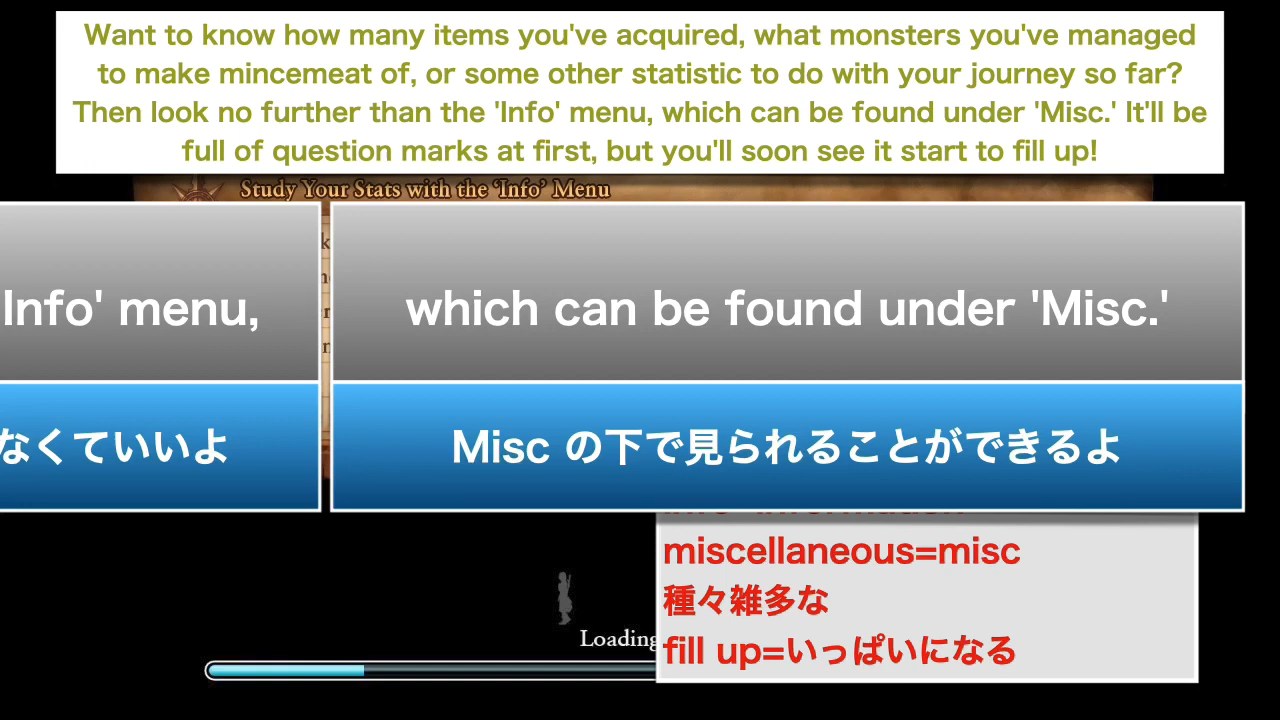 Want to know how many items you've acquired, what monsters you've managed
to make mincemeat of, or some other statistic to do with your journey so far?
Then look no further than the 'Info' menu, which can be found under 'Misc.' It'll be
full of question marks at first, but you'll soon see it start to fill up!
Study Your Stats with the 'Info' Menu
Info' menu,
which can be found under 'Misc.'
なくていいよ
Misc の下で見られることができるよ
miscellaneous=misc
種々雑多な
fill up=いっぱいになる
Loading